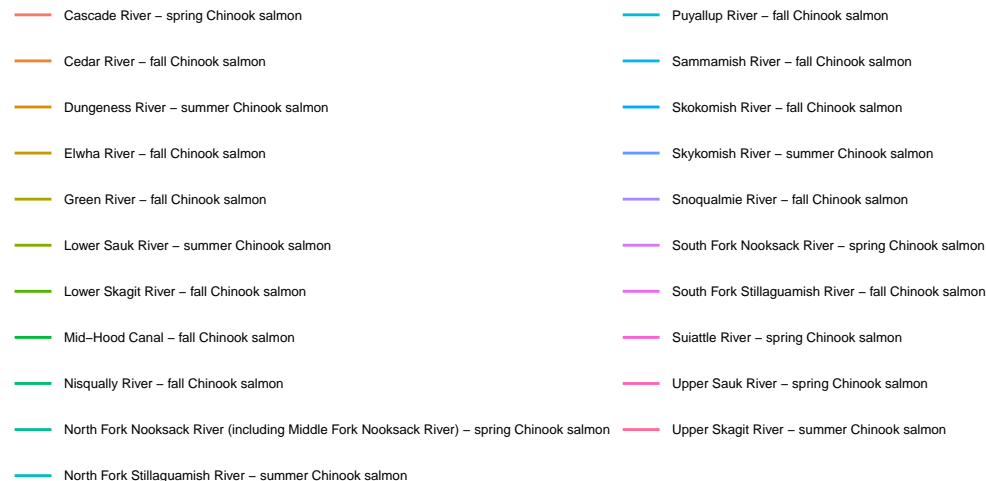 Cascade River – spring Chinook salmon
Cedar River – fall Chinook salmon
Dungeness River – summer Chinook salmon
Elwha River – fall Chinook salmon
Green River – fall Chinook salmon
Lower Sauk River – summer Chinook salmon
Lower Skagit River – fall Chinook salmon
Mid–Hood Canal – fall Chinook salmon
Nisqually River – fall Chinook salmon
North Fork Nooksack River (including Middle Fork Nooksack River) – spring Chinook salmon
North Fork Stillaguamish River – summer Chinook salmon
Puyallup River – fall Chinook salmon
Sammamish River – fall Chinook salmon
Skokomish River – fall Chinook salmon
Skykomish River – summer Chinook salmon
Snoqualmie River – fall Chinook salmon
South Fork Nooksack River – spring Chinook salmon
South Fork Stillaguamish River – fall Chinook salmon
Suiattle River – spring Chinook salmon
Upper Sauk River – spring Chinook salmon
Upper Skagit River – summer Chinook salmon